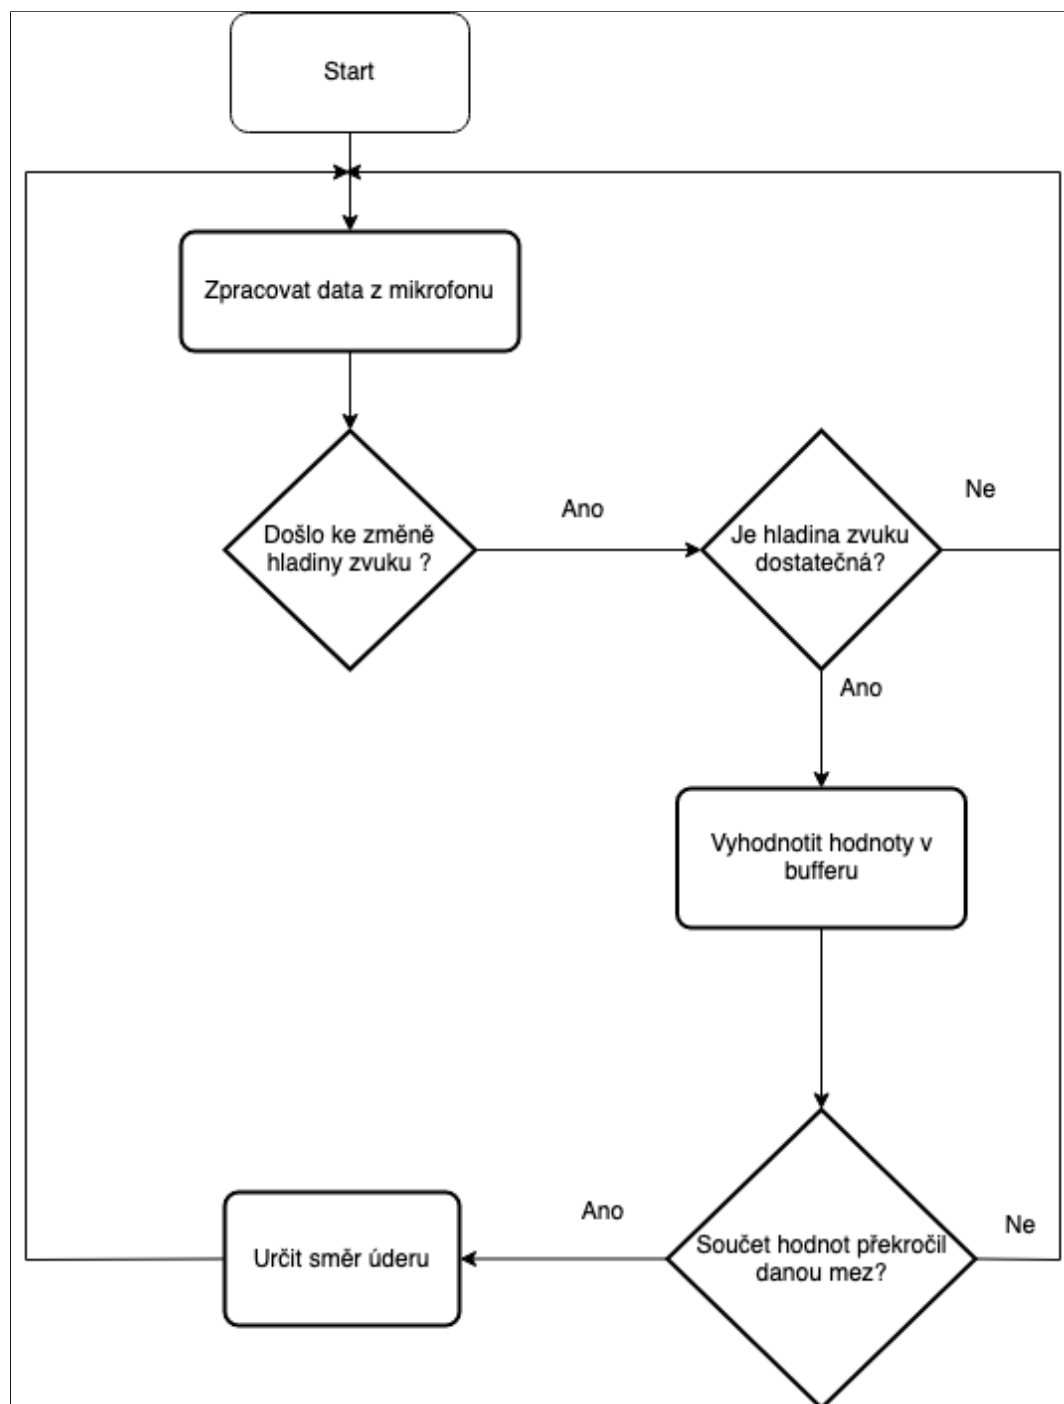 Start
Zpracovat data z mikrofonu
Došlo ke změně
hladiny zvuku ?
Ano
Je hladina zvuku
dostatečná?
Ne
Ano
Vyhodnotit hodnoty v
bufferu
Součet hodnot překročil
danou mez?
Ne
Ano
Určit směr úderu